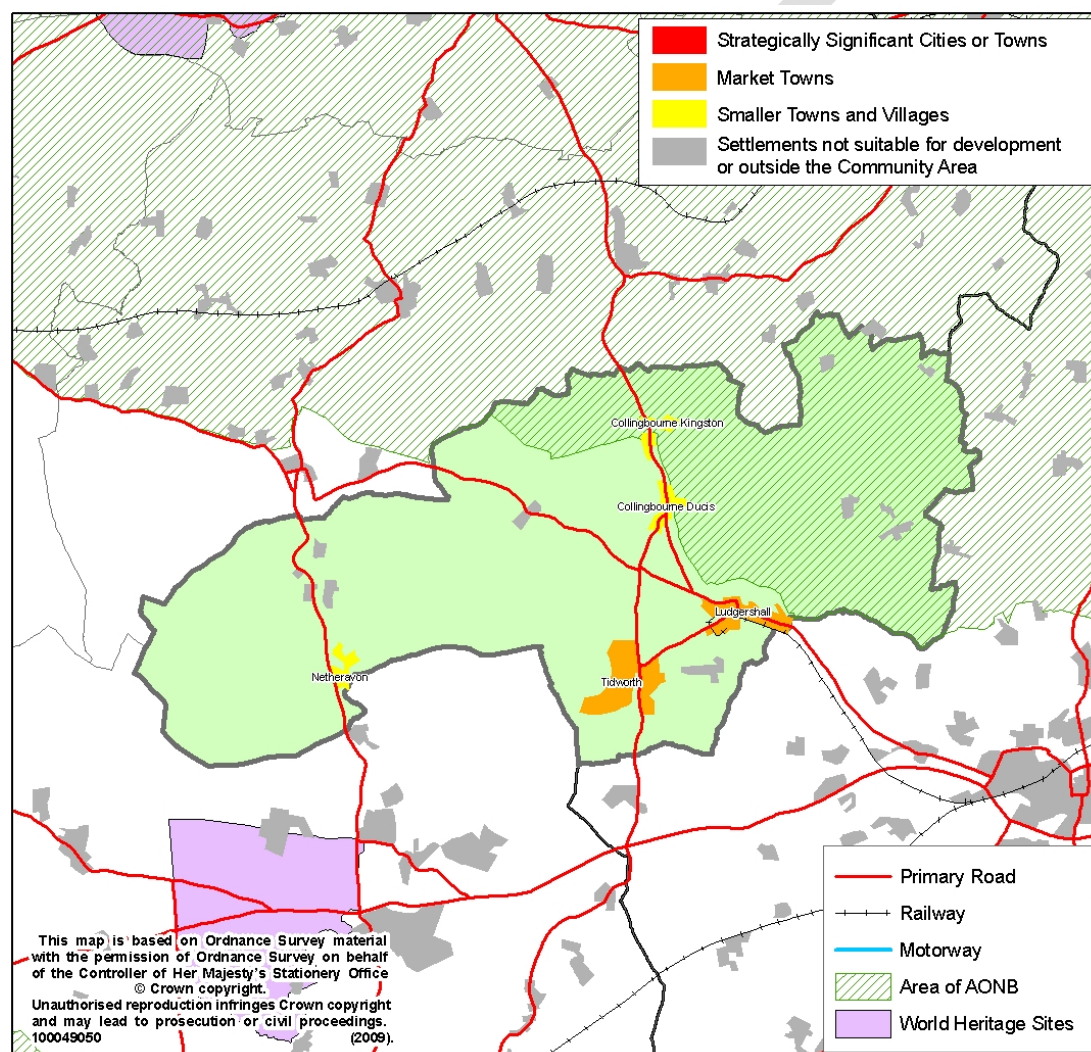 Strategically Significant Cities or Towns
Market Towns
Smaller Towns and Villages
Settlements not suitable for development
or outside the Community Area
Collingbourne Kingston
Collingbourne Ducis
Ludgershall
Netheravon
Tidworth
Primary Road
Railway
Motorway
Area of AONB
World Heritage Sites
This map is based on Ordnance Survey material
with the permission of Ordnance Survey on behalf
of the Controller of Her Majesty's Stationery Office
© Crown copyright.
Unauthorised reproduction infringes Crown copyright
and may lead to prosecution or civil proceedings.
100049050 (2009).